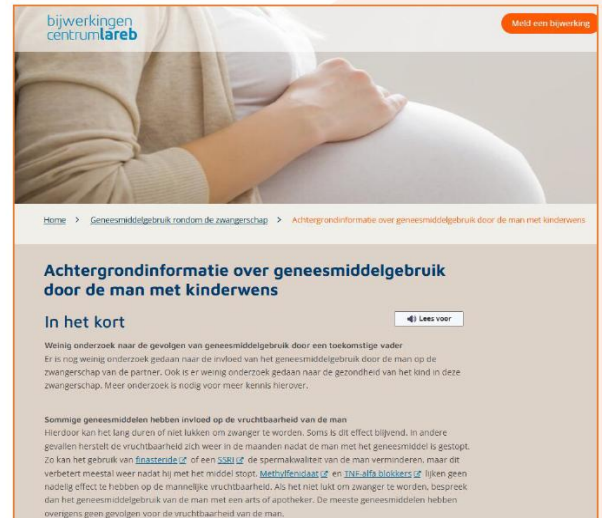 bijwerkingen
centrumlareb
Meld een bijwerking
Home > Geneesmiddelgebruik rondom de zwangerschap > Achtergrondinformatie over geneesmiddelgebruik door de man met kinderwens
Achtergrondinformatie over geneesmiddelgebruik
door de man met kinderwens
In het kort
Lees voor
Weinig onderzoek naar de gevolgen van geneesmiddelgebruik door een toekomstige vader
Er is nog weinig onderzoek gedaan naar de invloed van het geneesmiddelgebruik door de man op de
zwangerschap van de partner. Ook is er weinig onderzoek gedaan naar de gezondheid van het kind in deze
zwangerschap. Meer onderzoek is nodig voor meer kennis hierover.
Sommige geneesmiddelen hebben invloed op de vruchtbaarheid van de man
Hierdoor kan het lang duren of niet lukken om zwanger te worden. Soms is dit effect blijvend. In andere
gevallen herstelt de vruchtbaarheid zich weer in de maanden nadat de man met het geneesmiddel is gestopt.
Zo kan het gebruik van finasteride of een SSRI de spermakwaliteit van de man verminderen, maar dit
verbetert meestal weer nadat hij met het middel stopt. Methylfenidaat en TNF-alfa blokkers lijken geen
nadelig effect te hebben op de mannelijke vruchtbaarheid. Als het niet lukt om zwanger te worden, bespreek
dan het geneesmiddelgebruik van de man met een arts of apotheker. De meeste geneesmiddelen hebben
overigens geen gevolgen voor de vruchtbaarheid van de man.